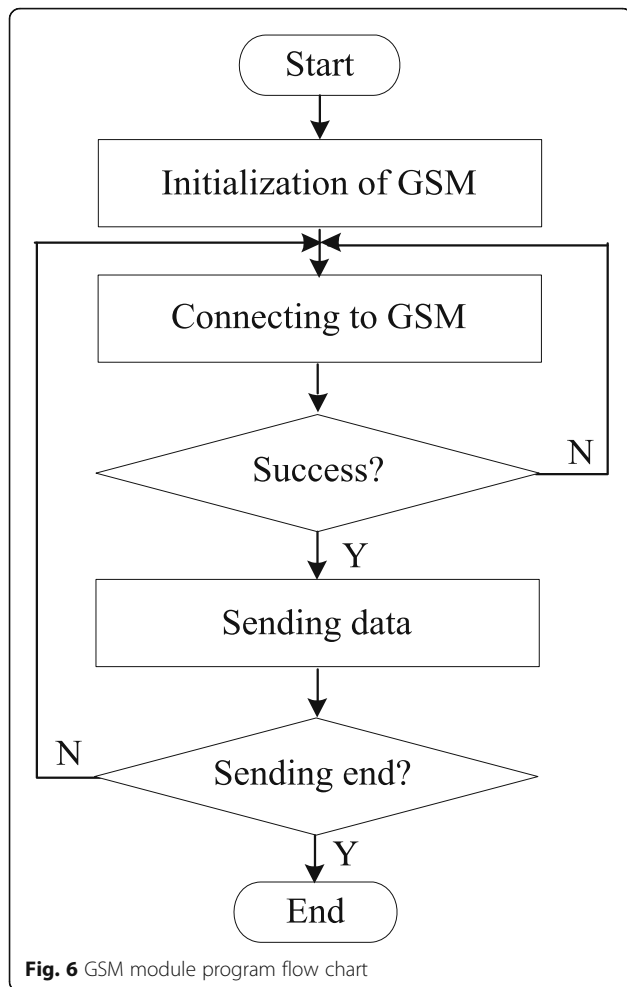 Start
Initialization of GSM
Connecting to GSM
Success?
N
Y
Sending data
N
Sending end?
Y
End
Fig. 6 GSM module program flow chart